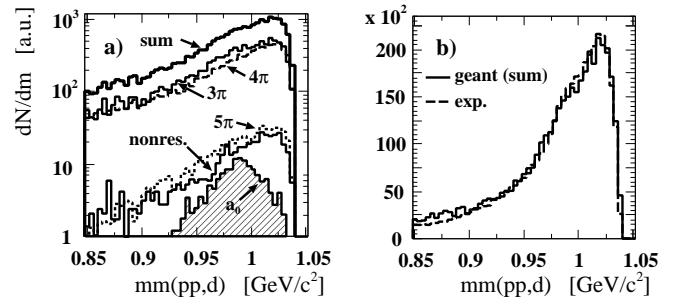 dN/dm [a.u.]
10³
10²
10
1
a)
sum
4π
3π
5π
nonres.
a₀
0.85 0.9 0.95 1 1.05
mm(pp,d) [GeV/c²]
x 10²
200
150
100
50
0
b)
geant (sum)
exp.
0.85 0.9 0.95 1 1.05
mm(pp,d) [GeV/c²]